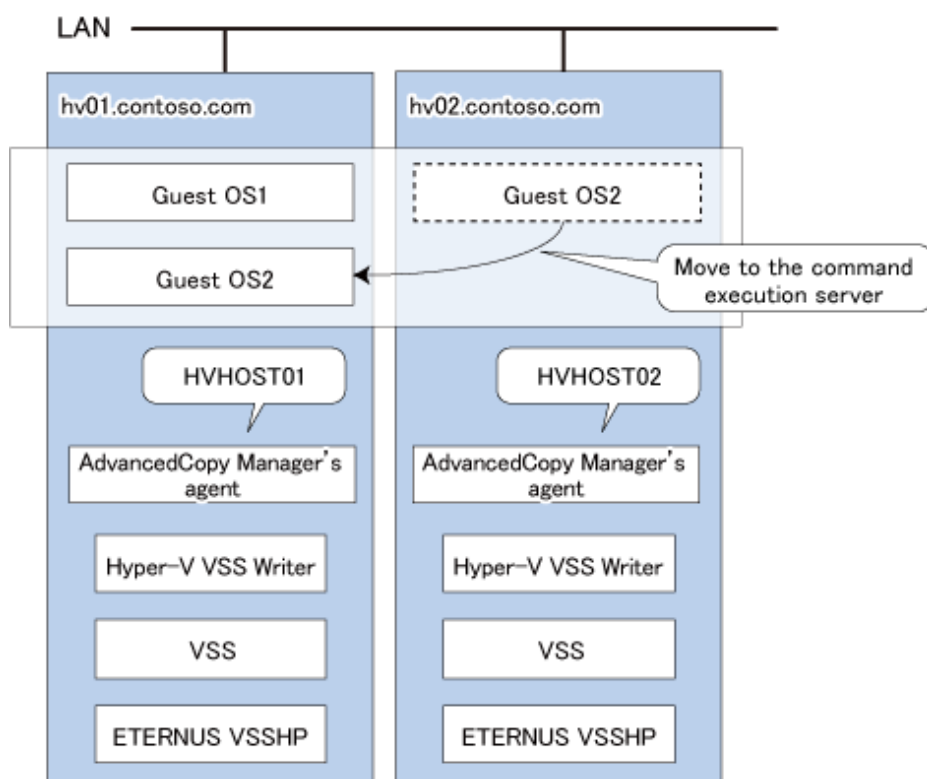 LAN
hv01.contoso.com
hv02.contoso.com
Guest OS1
Guest OS2
Guest OS2
Move to the command
execution server
HVHOST01
HVHOST02
AdvancedCopy Manager's
agent
AdvancedCopy Manager's
agent
Hyper-V VSS Writer
Hyper-V VSS Writer
VSS
VSS
ETERNUS VSSHP
ETERNUS VSSHP